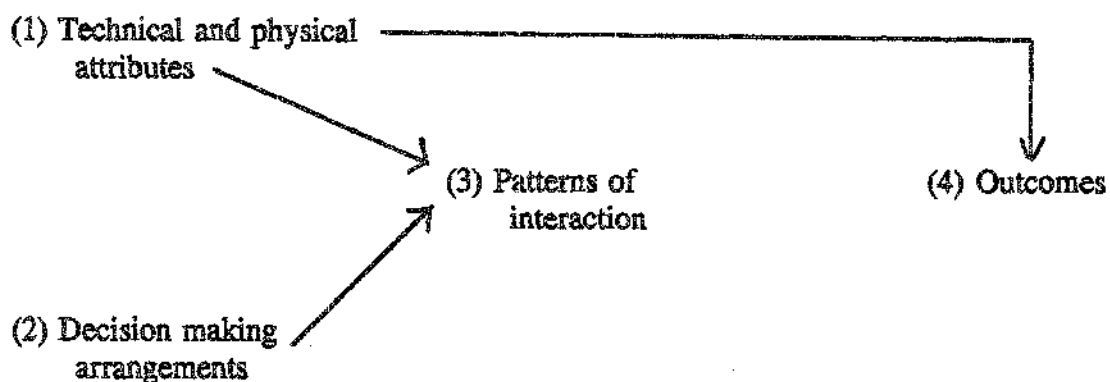 (1) Technical and physical
attributes
(3) Patterns of
interaction
(4) Outcomes
(2) Decision making
arrangements